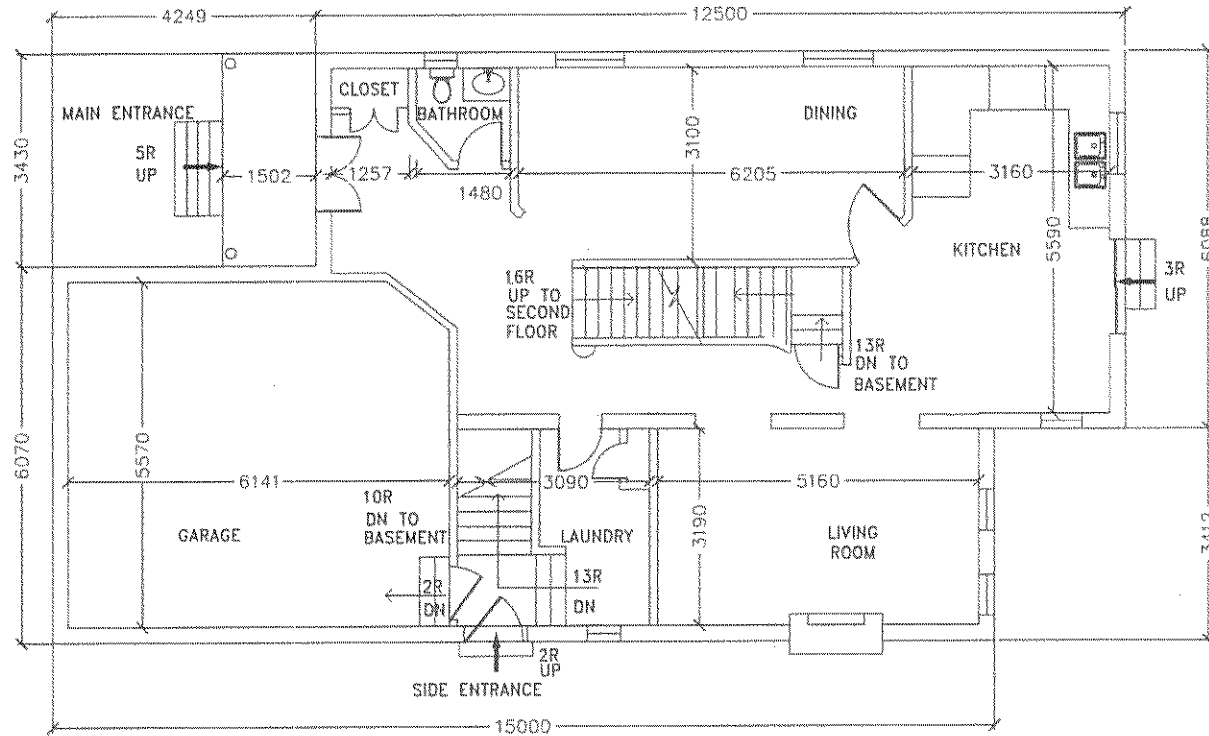 4249
12500
MAIN ENTRANCE
CLOSET
BATHROOM
DINING
5R
UP
3430
1502
1257
1480
3100
6205
3160
5590
KITCHEN
3R
UP
16R
UP TO
SECOND
FLOOR
13R
DN TO
BASEMENT
6070
5570
6141
10R
DN TO
BASEMENT
3090
5160
3190
GARAGE
LAUNDRY
LIVING
ROOM
2R
DN
13R
DN
2R
UP
SIDE ENTRANCE
15000